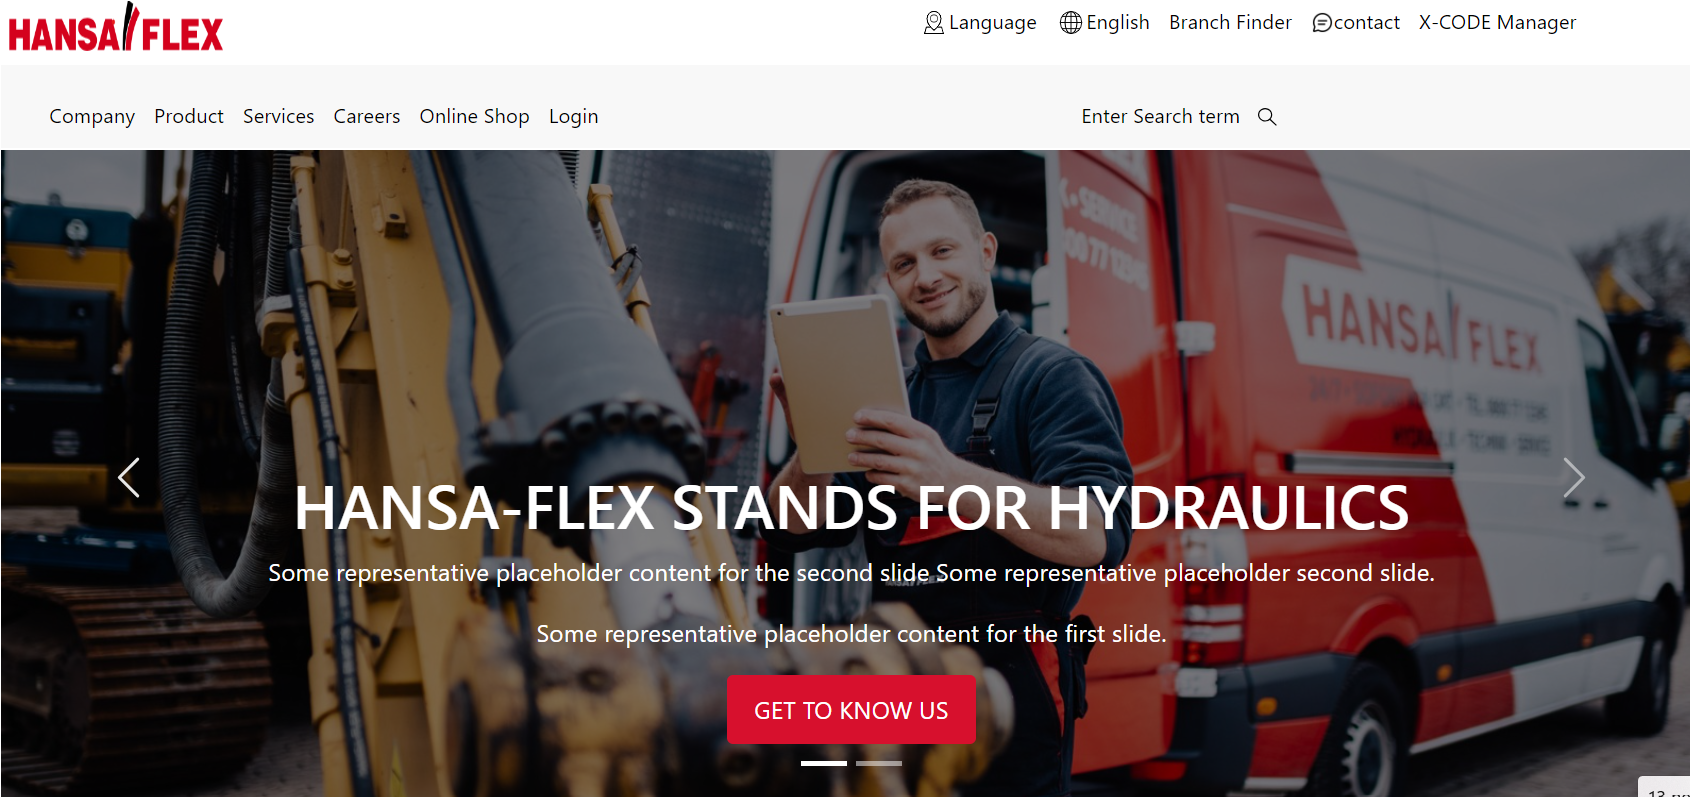 HANSA FLEX
Language English Branch Finder contact X-CODE Manager
Company Product Services Careers Online Shop Login Enter Search term
SERVICE
HANSA FLEX
HANSA-FLEX STANDS FOR HYDRAULICS
Some representative placeholder content for the second slide Some representative placeholder second slide.
Some representative placeholder content for the first slide.
GET TO KNOW US